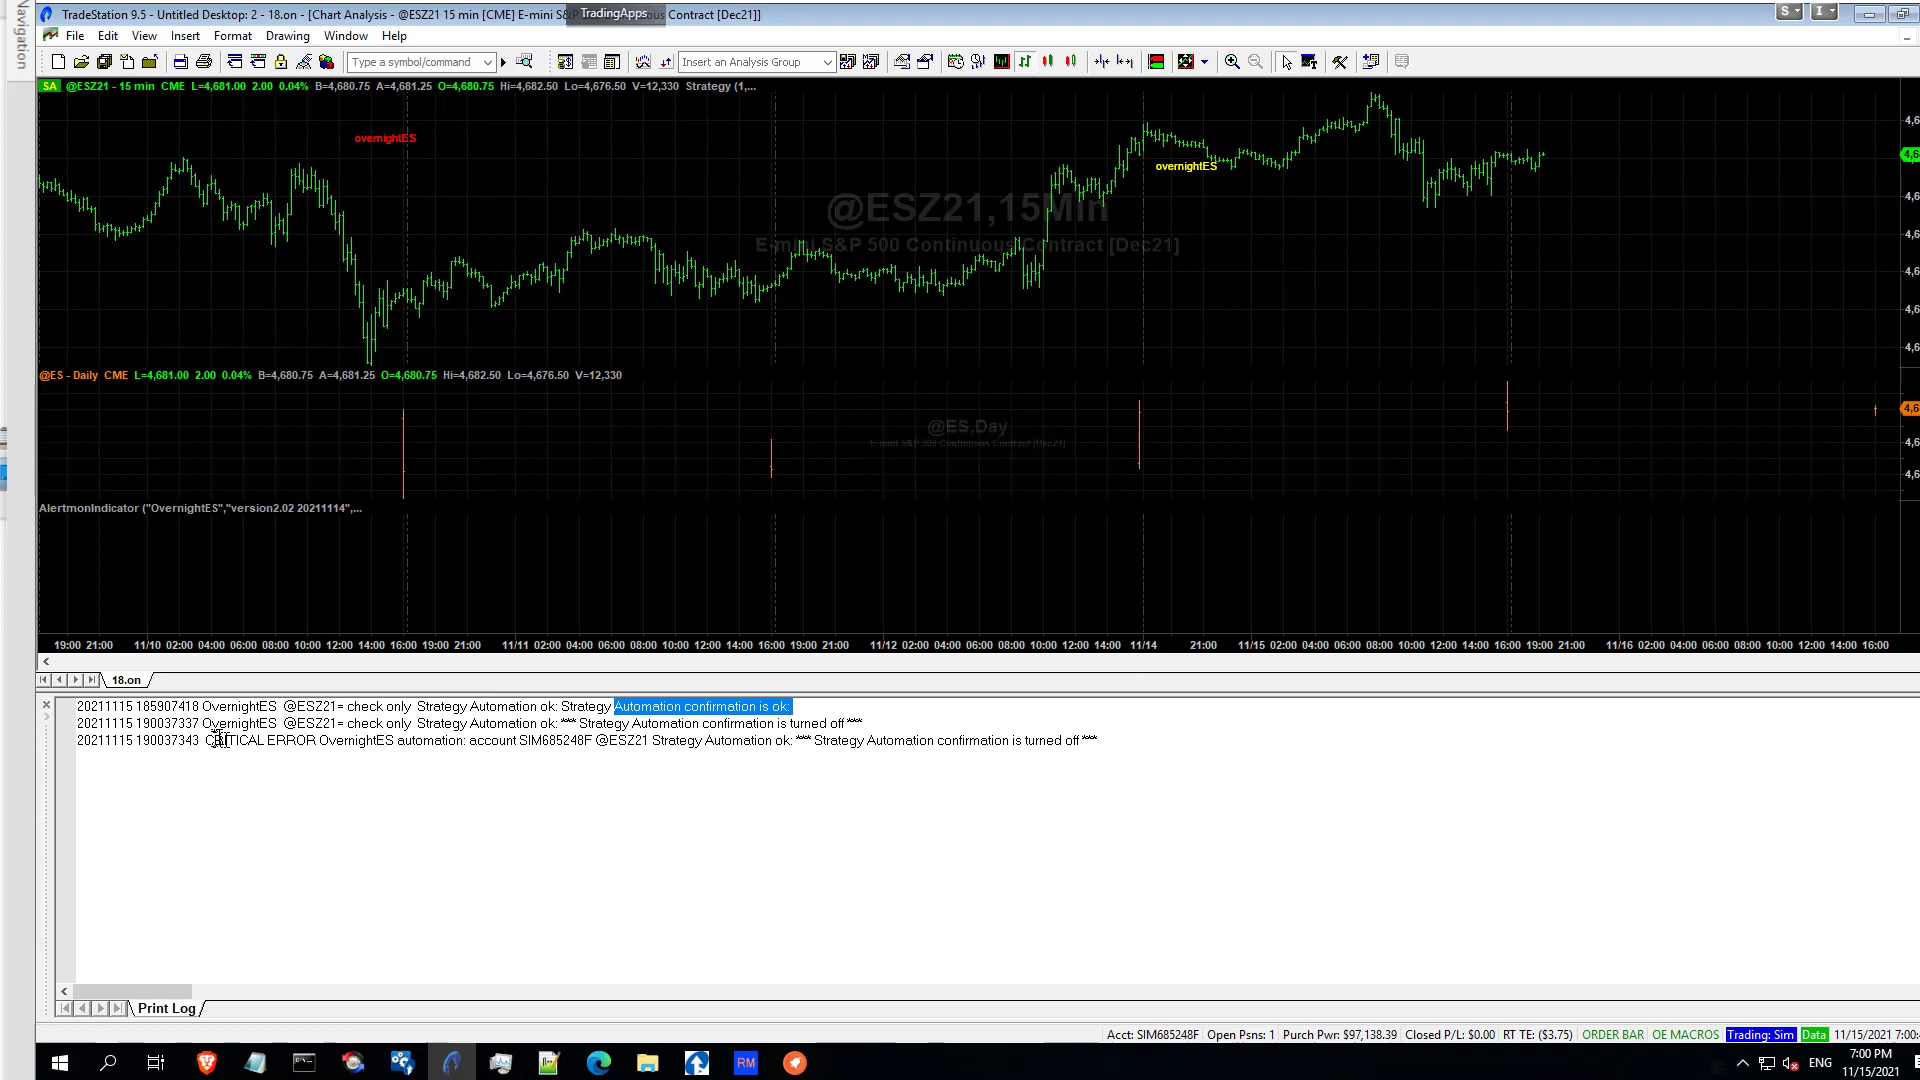 TradeStation 9.5 - Untitled Desktop: 2 - 18.on - [Chart Analysis - @ESZ21 15 min [CME] E-mini S& Contract [Dec21]]
TradingApps
S
I
Navigation
File Edit View Insert Format Drawing Window Help
Type a symbol/command
Insert an Analysis Group
SA @ESZ21 - 15 min CME L=4,681.00 2.00 0.04% B=4,680.75 A=4,681.25 O=4,680.75 Hi=4,682.50 Lo=4,676.50 V=12,330 Strategy (1,...
overnightES
overnightES
@ESZ21,15Min
E-mini S&P 500 Continuous Contract [Dec21]
@ES - Daily CME L=4,681.00 2.00 0.04% B=4,680.75 A=4,681.25 O=4,680.75 Hi=4,682.50 Lo=4,676.50 V=12,330
@ES,Day
E-mini S&P 500 Continuous Contract [Dec21]
AlertmonIndicator ("OvernightES","version2.02 20211114",...
19:00 21:00 11/10 02:00 04:00 06:00 08:00 10:00 12:00 14:00 16:00 19:00 21:00 11/11 02:00 04:00 06:00 08:00 10:00 12:00 14:00 16:00 19:00 21:00 11/12 02:00 04:00 06:00 08:00 10:00 12:00 14:00 11/14 21:00 11/15 02:00 04:00 06:00 08:00 10:00 12:00 14:00 16:00 19:00 21:00 11/16 02:00 04:00 06:00 08:00 10:00 12:00 14:00 16:00
18.on
20211115 185907418 OvernightES @ESZ21= check only Strategy Automation ok: Strategy Automation confirmation is ok:
20211115 190037337 OvernightES @ESZ21= check only Strategy Automation ok: *** Strategy Automation confirmation is turned off ***
20211115 190037343 CRITICAL ERROR OvernightES automation: account SIM685248F @ESZ21 Strategy Automation ok: *** Strategy Automation confirmation is turned off ***
Print Log
Acct: SIM685248F Open Psns: 1 Purch Pwr: $97,138.39 Closed P/L: $0.00 RT TE: ($3.75) ORDER BAR OE MACROS Trading: Sim Data 11/15/2021 7:00:
RM
ENG
7:00 PM
11/15/2021